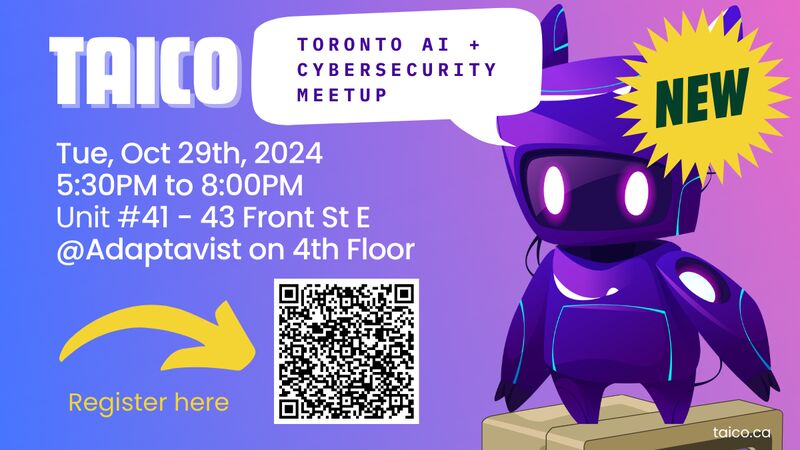 TAICO
TORONTO AI +
CYBERSECURITY
MEETUP
NEW
Tue, Oct 29th, 2024
5:30PM to 8:00PM
Unit #41 - 43 Front St E
@Adaptavist on 4th Floor
Register here
taico.ca